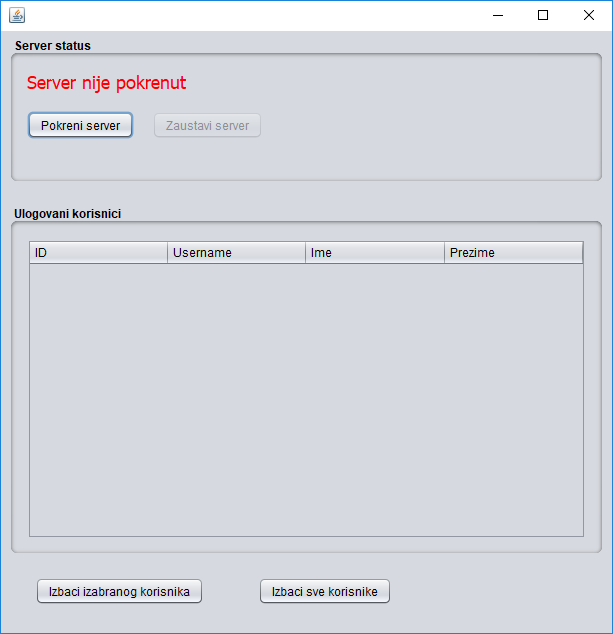 Server status
Server nije pokrenut
Pokreni server Zaustavi server
Ulogovani korisnici
ID Username Ime Prezime
Izbaci izabranog korisnika Izbaci sve korisnike